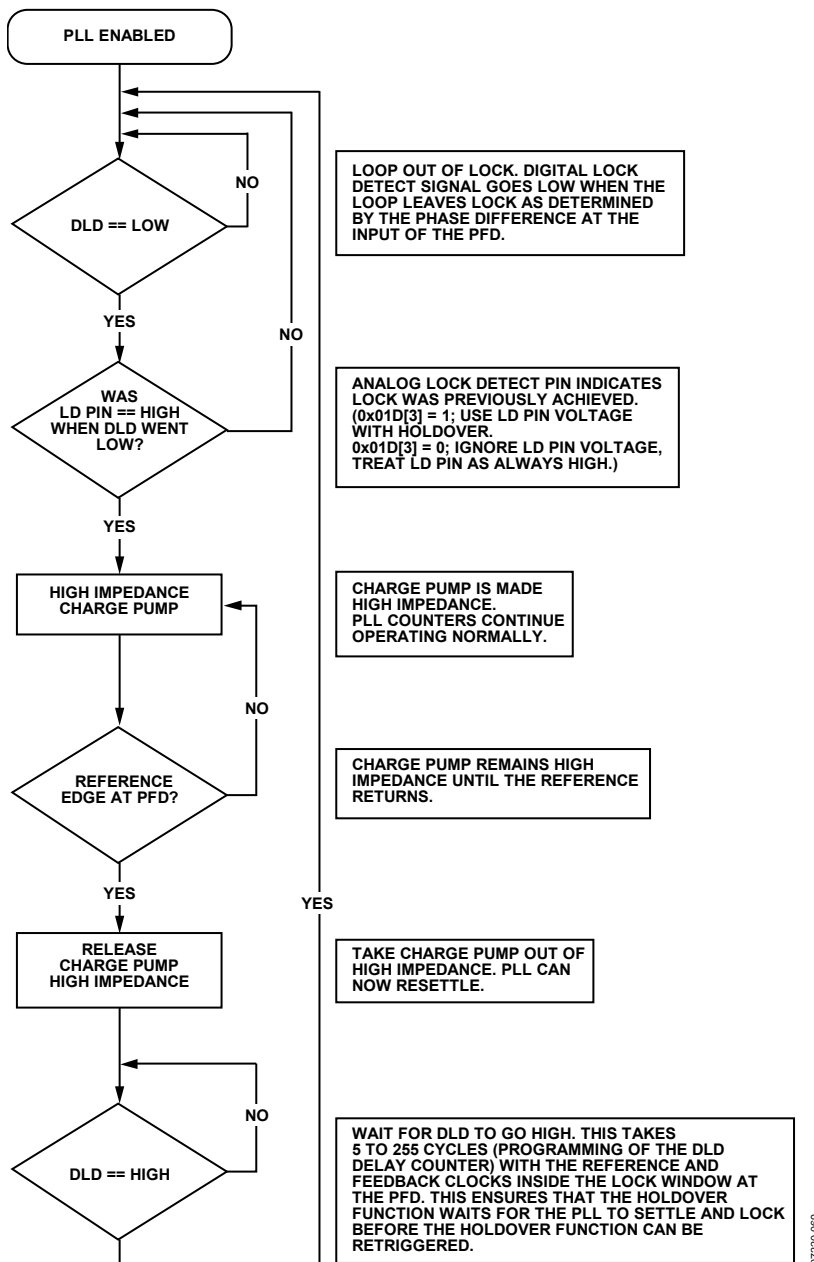 PLL ENABLED
NO
DLD == LOW
LOOP OUT OF LOCK. DIGITAL LOCK
DETECT SIGNAL GOES LOW WHEN THE
LOOP LEAVES LOCK AS DETERMINED
BY THE PHASE DIFFERENCE AT THE
INPUT OF THE PFD.
YES
NO
WAS
LD PIN == HIGH
WHEN DLD WENT
LOW?
ANALOG LOCK DETECT PIN INDICATES
LOCK WAS PREVIOUSLY ACHIEVED.
(0x01D[3] = 1; USE LD PIN VOLTAGE
WITH HOLDOVER.
0x01D[3] = 0; IGNORE LD PIN VOLTAGE,
TREAT LD PIN AS ALWAYS HIGH.)
YES
HIGH IMPEDANCE
CHARGE PUMP
CHARGE PUMP IS MADE
HIGH IMPEDANCE.
PLL COUNTERS CONTINUE
OPERATING NORMALLY.
NO
REFERENCE
EDGE AT PFD?
CHARGE PUMP REMAINS HIGH
IMPEDANCE UNTIL THE REFERENCE
RETURNS.
YES
YES
RELEASE
CHARGE PUMP
HIGH IMPEDANCE
TAKE CHARGE PUMP OUT OF
HIGH IMPEDANCE. PLL CAN
NOW RESETTLE.
NO
DLD == HIGH
WAIT FOR DLD TO GO HIGH. THIS TAKES
5 TO 255 CYCLES (PROGRAMMING OF THE DLD
DELAY COUNTER) WITH THE REFERENCE AND
FEEDBACK CLOCKS INSIDE THE LOCK WINDOW AT
THE PFD. THIS ENSURES THAT THE HOLDOVER
FUNCTION WAITS FOR THE PLL TO SETTLE AND LOCK
BEFORE THE HOLDOVER FUNCTION CAN BE
RETRIGGERED.